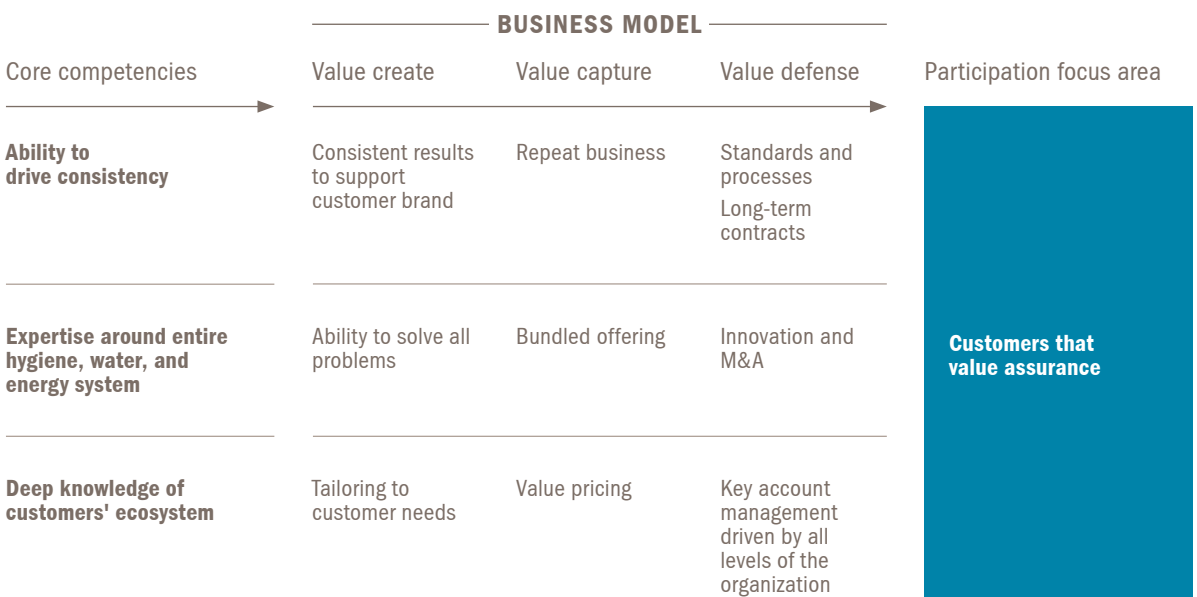 BUSINESS MODEL
Core competencies
Value create
Value capture
Value defense
Participation focus area
Ability to
drive consistency
Consistent results
to support
customer brand
Repeat business
Standards and
processes
Long-term
contracts
Expertise around entire
hygiene, water, and
energy system
Ability to solve all
problems
Bundled offering
Innovation and
M&A
Customers that
value assurance
Deep knowledge of
customers' ecosystem
Tailoring to
customer needs
Value pricing
Key account
management
driven by all
levels of the
organization